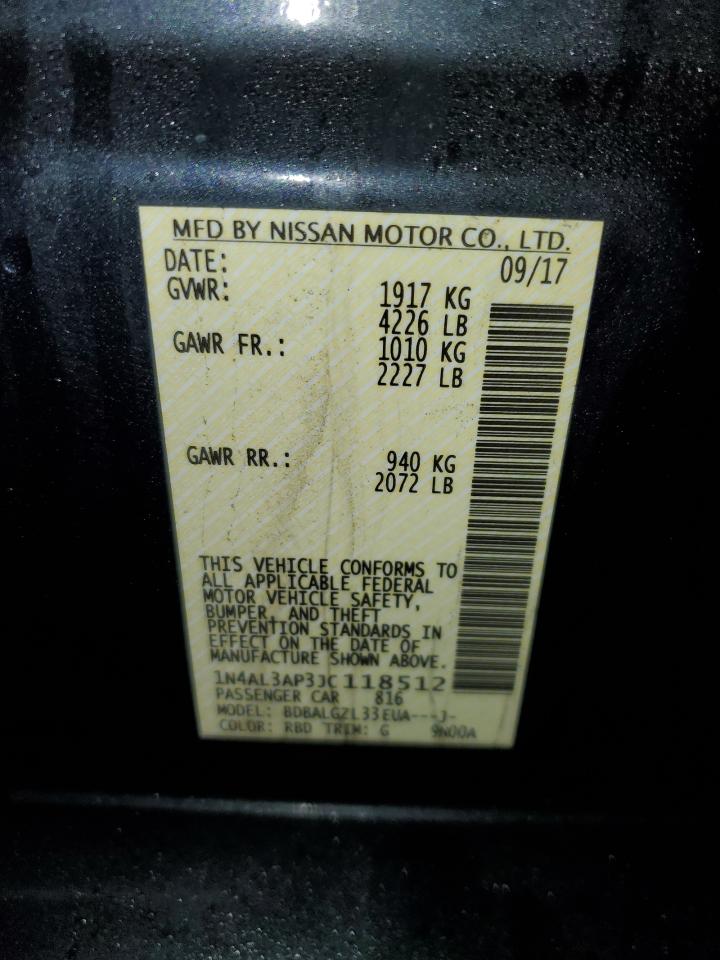 MFD BY NISSAN MOTOR CO., LTD.
DATE: 09/17
GVWR: 1917 KG
4226 LB
GAWR FR.: 1010 KG
2227 LB
GAWR RR.: 940 KG
2072 LB
THIS VEHICLE CONFORMS TO
ALL APPLICABLE FEDERAL
MOTOR VEHICLE SAFETY,
BUMPER, AND THEFT
PREVENTION STANDARDS IN
EFFECT ON THE DATE OF
MANUFACTURE SHOWN ABOVE.
1N4AL3AP3JC118512
PASSENGER CAR 816
MODEL: BDBALGZL33EUA---J-
COLOR: RBD TRIM: G 9N00A